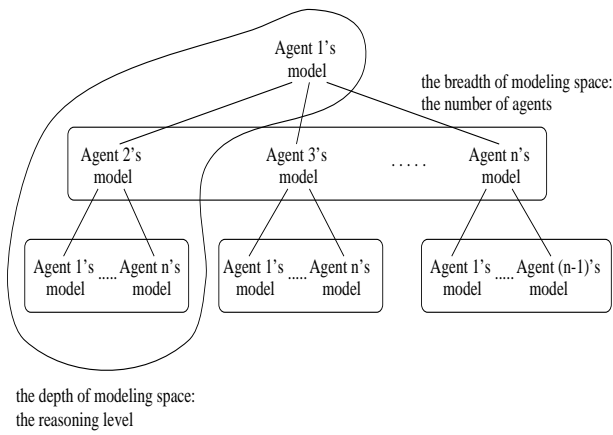 Agent 1's
model
the breadth of modeling space:
the number of agents
Agent 2's
model
Agent 3's
model
. . . . .
Agent n's
model
Agent 1's
model
.....
Agent n's
model
Agent 1's
model
.....
Agent n's
model
Agent 1's
model
.....
Agent (n-1)'s
model
the depth of modeling space:
the reasoning level